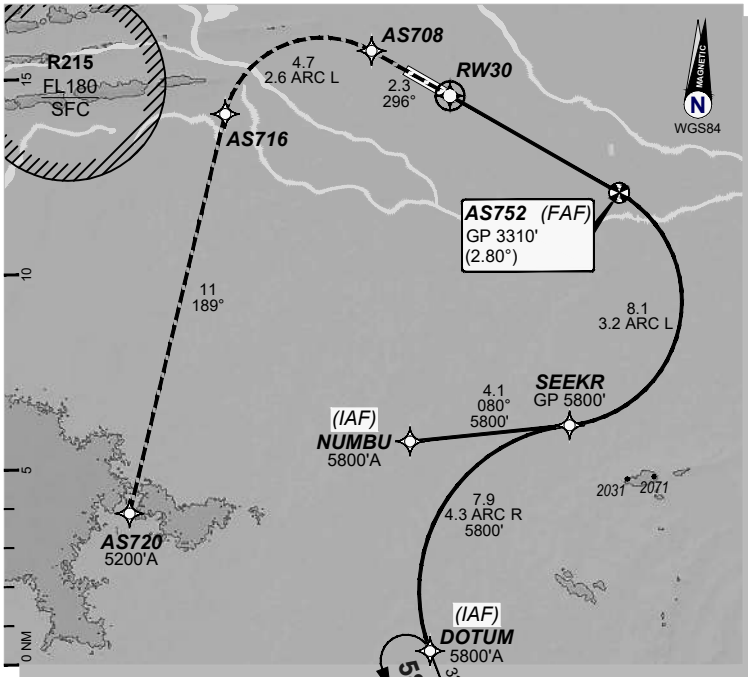 R215
FL180
SFC
4.7
2.6 ARC L
AS708
RW30
2.3
296°
MAGNETIC
N
WGS84
15
AS716
AS752 (FAF)
GP 3310'
(2.80°)
10
11
189°
8.1
3.2 ARC L
SEEKR
GP 5800'
4.1
080°
5800'
(IAF)
NUMBU
5800'A
5
7.9
4.3 ARC R
5800'
2031
2071
AS720
5200'A
(IAF)
DOTUM
5800'A
0 NM